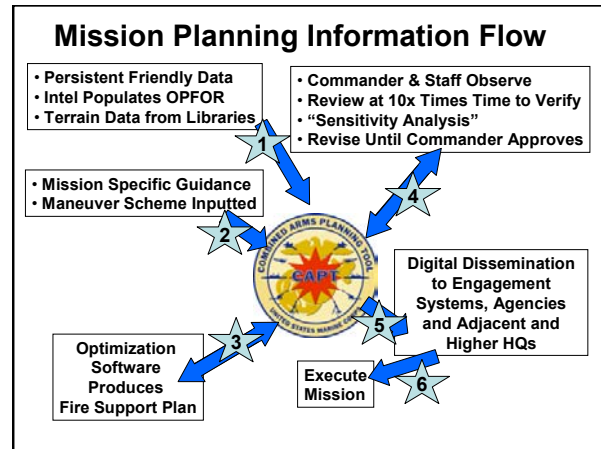 Mission Planning Information Flow
• Persistent Friendly Data
• Intel Populates OPFOR
• Terrain Data from Libraries
1
• Commander & Staff Observe
• Review at 10x Times Time to Verify
• “Sensitivity Analysis”
• Revise Until Commander Approves
4
• Mission Specific Guidance
• Maneuver Scheme Inputted
2
COMBINED ARMS PLANNING TOOL
CAPT
UNITED STATES MARINE CORPS
Digital Dissemination
to Engagement
Systems, Agencies
and Adjacent and
Higher HQs
5
3
Optimization
Software
Produces
Fire Support Plan
Execute
Mission
6